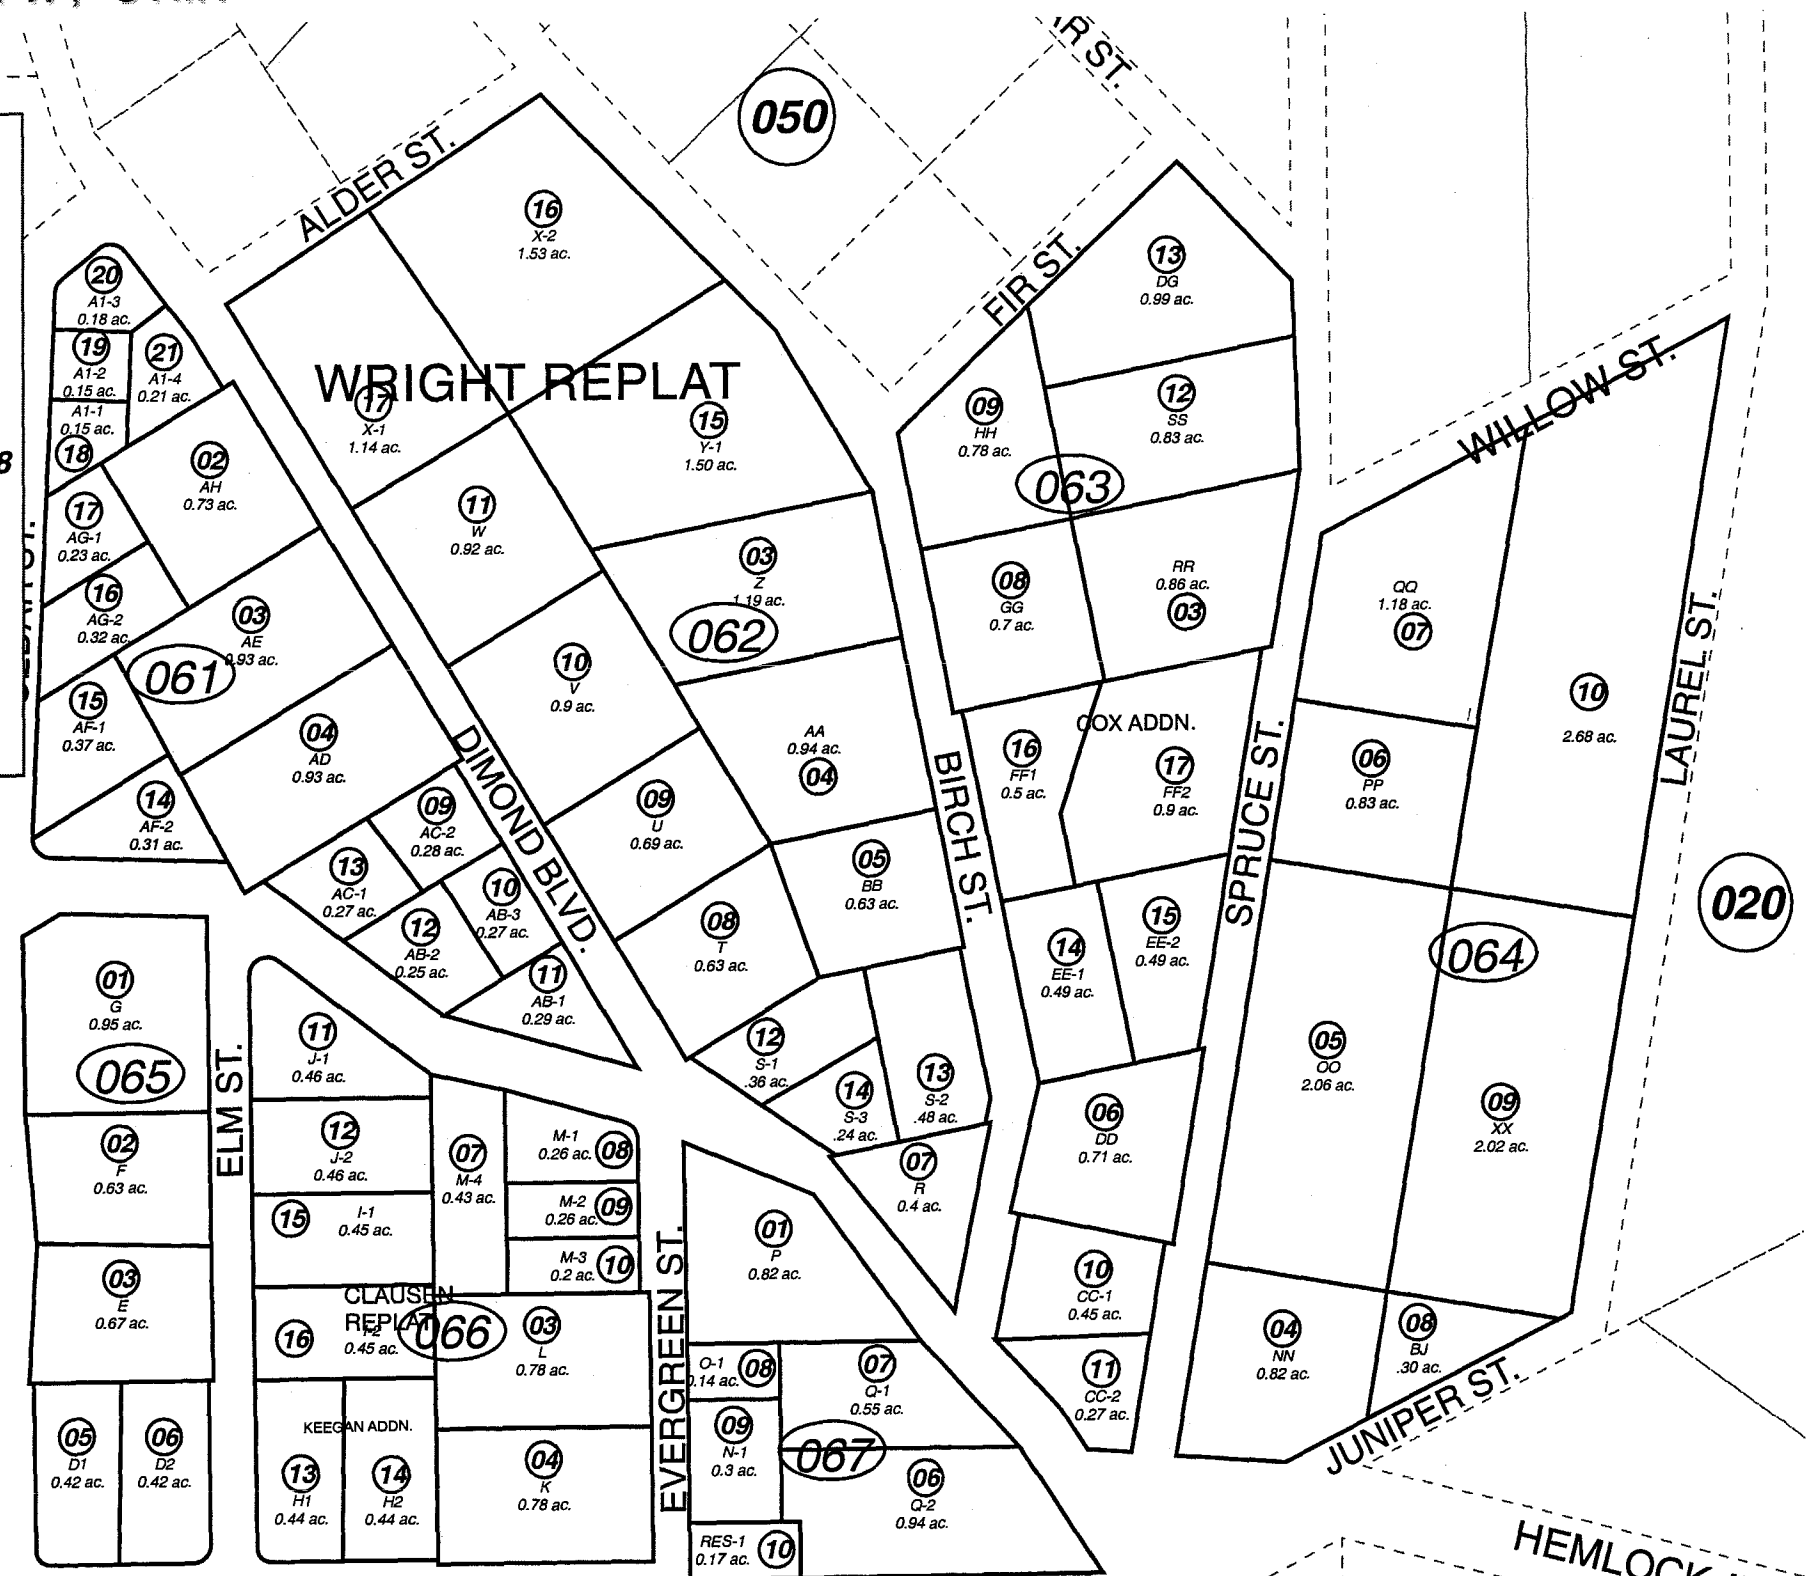 050
ALDER ST.
16
X-2
1.53 ac.
FIR ST.
13
DG
0.99 ac.
20
A1-3
0.18 ac.
19
A1-2
0.15 ac.
21
A1-4
0.21 ac.
A1-1
0.15 ac.
18
WRIGHT REPLAT
17
X-1
1.14 ac.
15
Y-1
1.50 ac.
09
HH
0.78 ac.
12
SS
0.83 ac.
063
WILLOW ST.
02
AH
0.73 ac.
17
AG-1
0.23 ac.
11
W
0.92 ac.
03
Z
1.19 ac.
062
08
GG
0.7 ac.
RR
0.86 ac.
03
QQ
1.18 ac.
07
16
AG-2
0.32 ac.
03
AE
0.93 ac.
061
10
V
0.9 ac.
10
2.68 ac.
LAUREL ST.
15
AF-1
0.37 ac.
04
AD
0.93 ac.
DIMOND BLVD.
AA
0.94 ac.
04
COX ADDN.
16
FF1
0.5 ac.
17
FF2
0.9 ac.
SPRUCE ST.
06
PP
0.83 ac.
14
AF-2
0.31 ac.
09
AC-2
0.28 ac.
09
U
0.69 ac.
BIRCH ST.
13
AC-1
0.27 ac.
10
AB-3
0.27 ac.
05
BB
0.63 ac.
020
12
AB-2
0.25 ac.
08
T
0.63 ac.
14
EE-1
0.49 ac.
15
EE-2
0.49 ac.
064
01
G
0.95 ac.
065
11
AB-1
0.29 ac.
11
J-1
0.46 ac.
12
S-1
.36 ac.
13
S-2
.48 ac.
14
S-3
.24 ac.
05
OO
2.06 ac.
09
XX
2.02 ac.
ELM ST.
02
F
0.63 ac.
12
J-2
0.46 ac.
07
M-4
0.43 ac.
M-1
0.26 ac.
08
M-2
0.26 ac.
09
M-3
0.2 ac.
10
06
DD
0.71 ac.
07
R
0.4 ac.
15
I-1
0.45 ac.
01
P
0.82 ac.
EVERGREEN ST.
03
E
0.67 ac.
CLAUSEN
REPLAT
066
16
0.45 ac.
03
L
0.78 ac.
10
CC-1
0.45 ac.
04
NN
0.82 ac.
08
BJ
.30 ac.
O-1
0.14 ac.
08
07
Q-1
0.55 ac.
11
CC-2
0.27 ac.
JUNIPER ST.
05
D1
0.42 ac.
06
D2
0.42 ac.
KEEGAN ADDN.
13
H1
0.44 ac.
14
H2
0.44 ac.
04
K
0.78 ac.
09
N-1
0.3 ac.
067
06
Q-2
0.94 ac.
RES-1
0.17 ac.
10
HEMLOCK